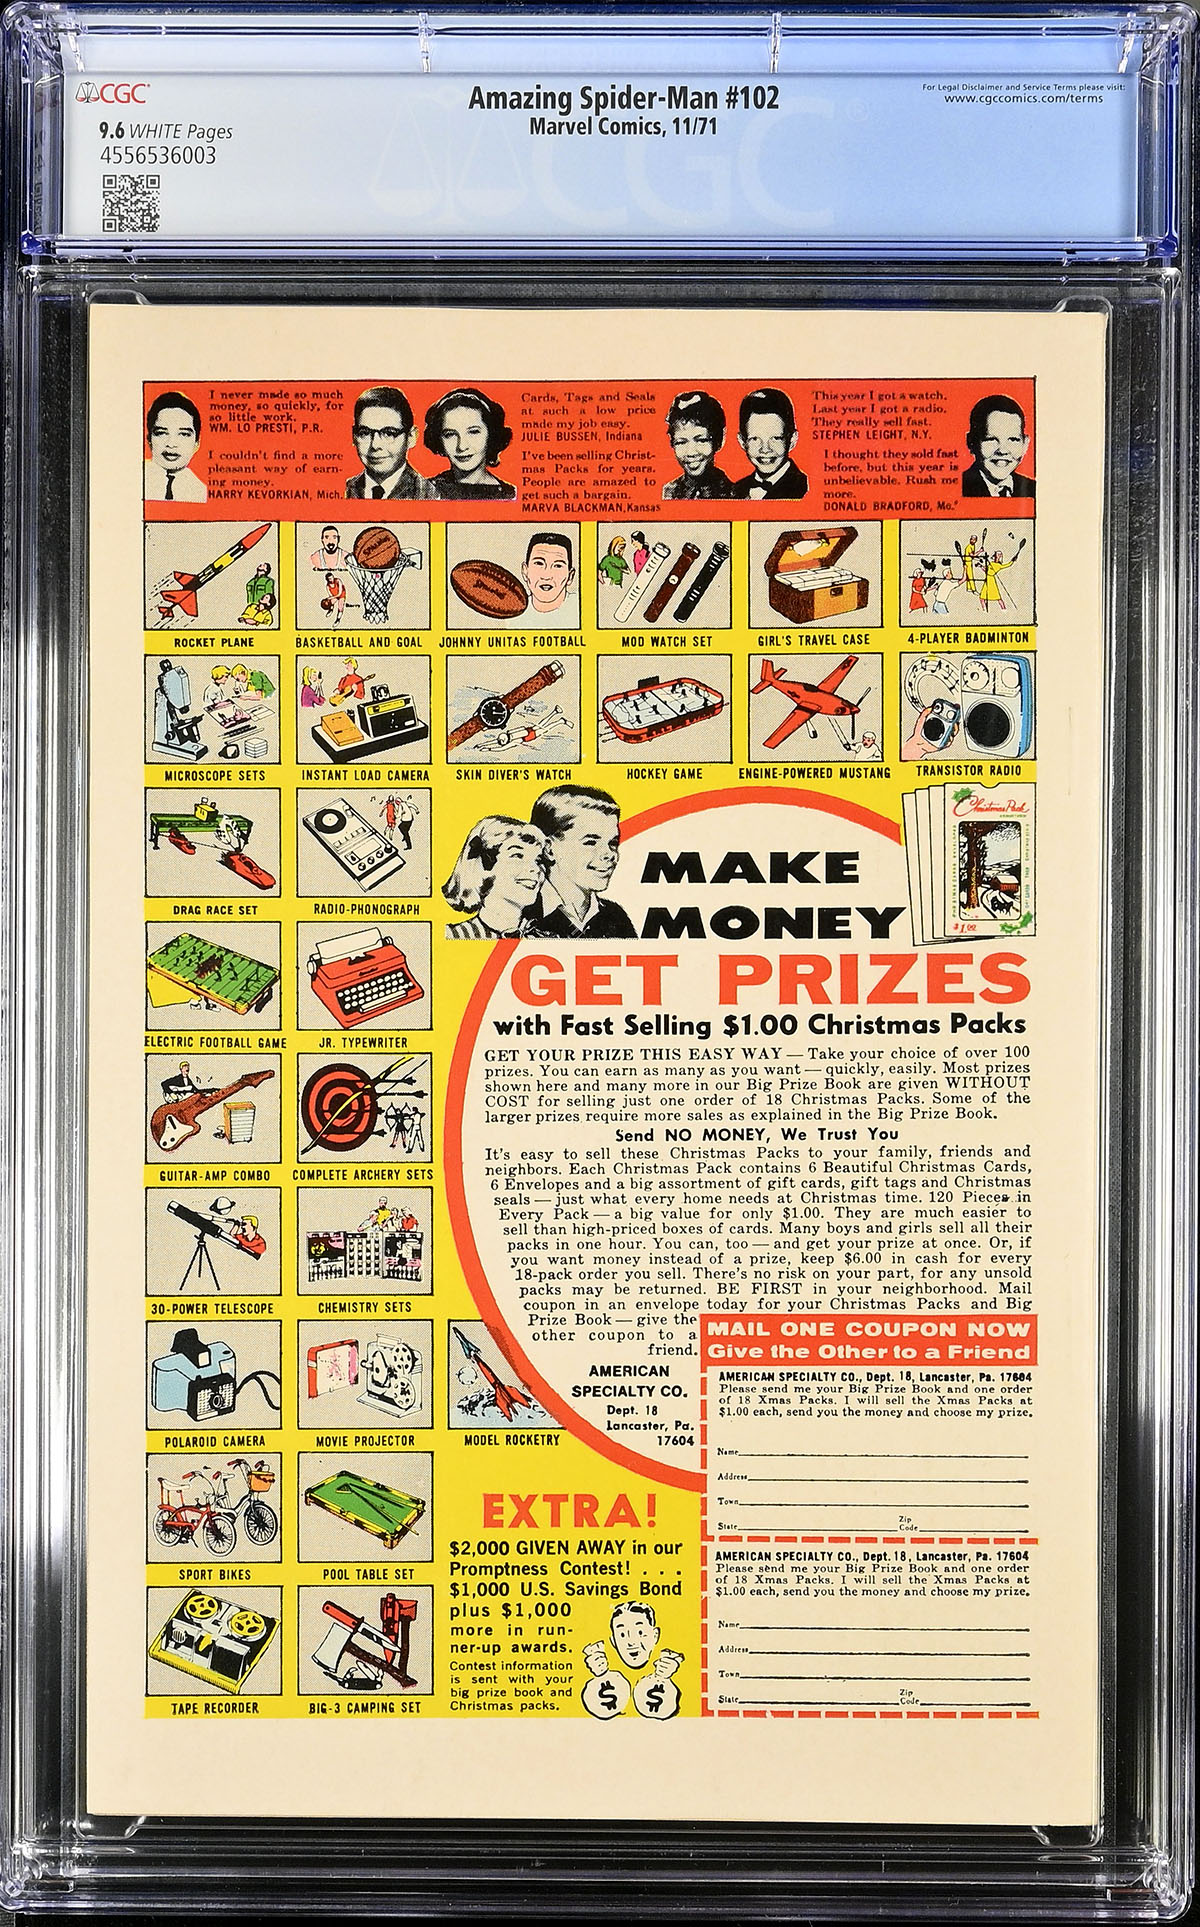 CGC
Amazing Spider-Man #102
Marvel Comics, 11/71
For Legal Disclaimer and Service Terms please visit:
www.cgccomics.com/terms
9.6 WHITE Pages
4556536003
CGC
I never made so much
money, so quickly, for
so little work.
WM. LO PRESTI, P.R.
I couldn't find a more
pleasant way of earn-
ing money.
HARRY KEVORKIAN, Mich.
Cards, Tags and Seals
at such a low price
made my job easy.
JULIE BUSSEN, Indiana
I've been selling Christ-
mas Packs for years.
People are amazed to
get such a bargain.
MARVA BLACKMAN, Kansas
This year I got a watch.
Last year I got a radio.
They really sell fast.
STEPHEN LEIGHT, N.Y.
I thought they sold fast
before, but this year is
unbelievable. Rush me
more.
DONALD BRADFORD, Mo.
ROCKET PLANE
BASKETBALL AND GOAL
JOHNNY UNITAS FOOTBALL
MOD WATCH SET
GIRL'S TRAVEL CASE
4-PLAYER BADMINTON
MICROSCOPE SETS
INSTANT LOAD CAMERA
SKIN DIVER'S WATCH
HOCKEY GAME
ENGINE-POWERED MUSTANG
TRANSISTOR RADIO
DRAG RACE SET
RADIO-PHONOGRAPH
ELECTRIC FOOTBALL GAME
JR. TYPEWRITER
GUITAR-AMP COMBO
COMPLETE ARCHERY SETS
30-POWER TELESCOPE
CHEMISTRY SETS
POLAROID CAMERA
MOVIE PROJECTOR
MODEL ROCKETRY
SPORT BIKES
POOL TABLE SET
TAPE RECORDER
BIG-3 CAMPING SET
Christmas Pack
$1.00
MAKE
MONEY
GET PRIZES
with Fast Selling $1.00 Christmas Packs
GET YOUR PRIZE THIS EASY WAY — Take your choice of over 100
prizes. You can earn as many as you want — quickly, easily. Most prizes
shown here and many more in our Big Prize Book are given WITHOUT
COST for selling just one order of 18 Christmas Packs. Some of the
larger prizes require more sales as explained in the Big Prize Book.
Send NO MONEY, We Trust You
It's easy to sell these Christmas Packs to your family, friends and
neighbors. Each Christmas Pack contains 6 Beautiful Christmas Cards,
6 Envelopes and a big assortment of gift cards, gift tags and Christmas
seals — just what every home needs at Christmas time. 120 Pieces in
Every Pack — a big value for only $1.00. They are much easier to
sell than high-priced boxes of cards. Many boys and girls sell all their
packs in one hour. You can, too — and get your prize at once. Or, if
you want money instead of a prize, keep $6.00 in cash for every
18-pack order you sell. There's no risk on your part, for any unsold
packs may be returned. BE FIRST in your neighborhood. Mail
coupon in an envelope today for your Christmas Packs and Big
Prize Book — give the
other coupon to a
friend.
AMERICAN
SPECIALTY CO.
Dept. 18
Lancaster, Pa.
17604
MAIL ONE COUPON NOW
Give the Other to a Friend
AMERICAN SPECIALTY CO., Dept. 18, Lancaster, Pa. 17604
Please send me your Big Prize Book and one order
of 18 Xmas Packs. I will sell the Xmas Packs at
$1.00 each, send you the money and choose my prize.
Name
Address
Town
State Zip Code
AMERICAN SPECIALTY CO., Dept. 18, Lancaster, Pa. 17604
Please send me your Big Prize Book and one order
of 18 Xmas Packs. I will sell the Xmas Packs at
$1.00 each, send you the money and choose my prize.
Name
Address
Town
State Zip Code
EXTRA!
$2,000 GIVEN AWAY in our
Promptness Contest! . . .
$1,000 U.S. Savings Bond
plus $1,000
more in run-
ner-up awards.
Contest information
is sent with your
big prize book and
Christmas packs.
$ $